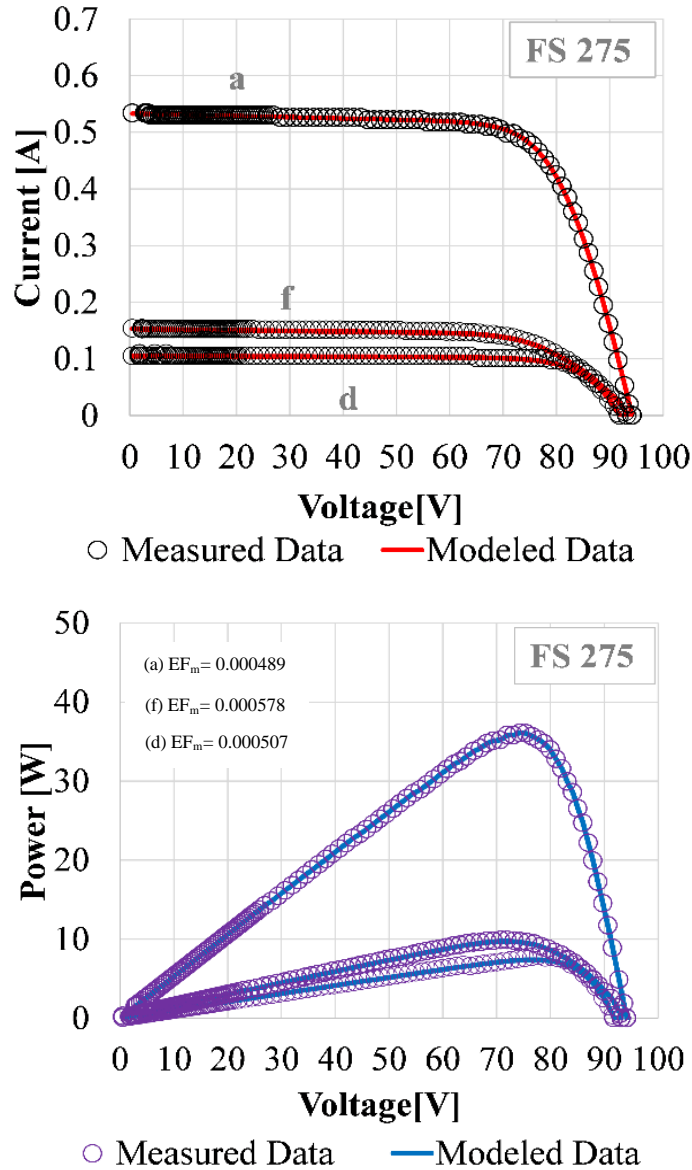 0.7
FS 275
a
0.6
0.5
0.4
0.3
f
0.2
0.1
d
0
0 10 20 30 40 50 60 70 80 90 100
Current [A]
Voltage[V]
Measured Data Modeled Data
50
FS 275
(a) EFm= 0.000489
(f) EFm= 0.000578
(d) EFm= 0.000507
40
30
20
10
0
0 10 20 30 40 50 60 70 80 90 100
Power [W]
Voltage[V]
Measured Data Modeled Data